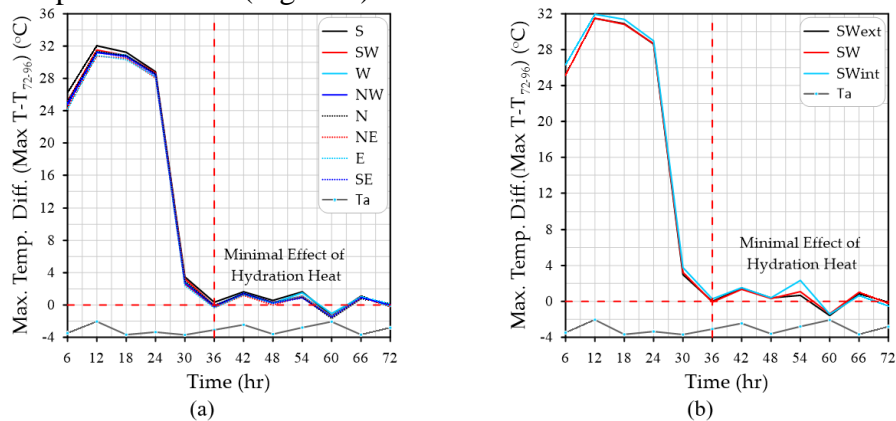 Max. Temp. Diff. (Max T-T72-96) (°C)
36
32
28
24
20
16
12
8
4
0
-4
S
SW
W
NW
N
NE
E
SE
Ta
Minimal Effect of
Hydration Heat
6 12 18 24 30 36 42 48 54 60 66 72
Time (hr)
(a)
Max. Temp. Diff.(Max T-T72-96) (°C)
32
28
24
20
16
12
8
4
0
-4
SWext
SW
SWint
Ta
Minimal Effect of
Hydration Heat
6 12 18 24 30 36 42 48 54 60 66 72
Time (hr)
(b)